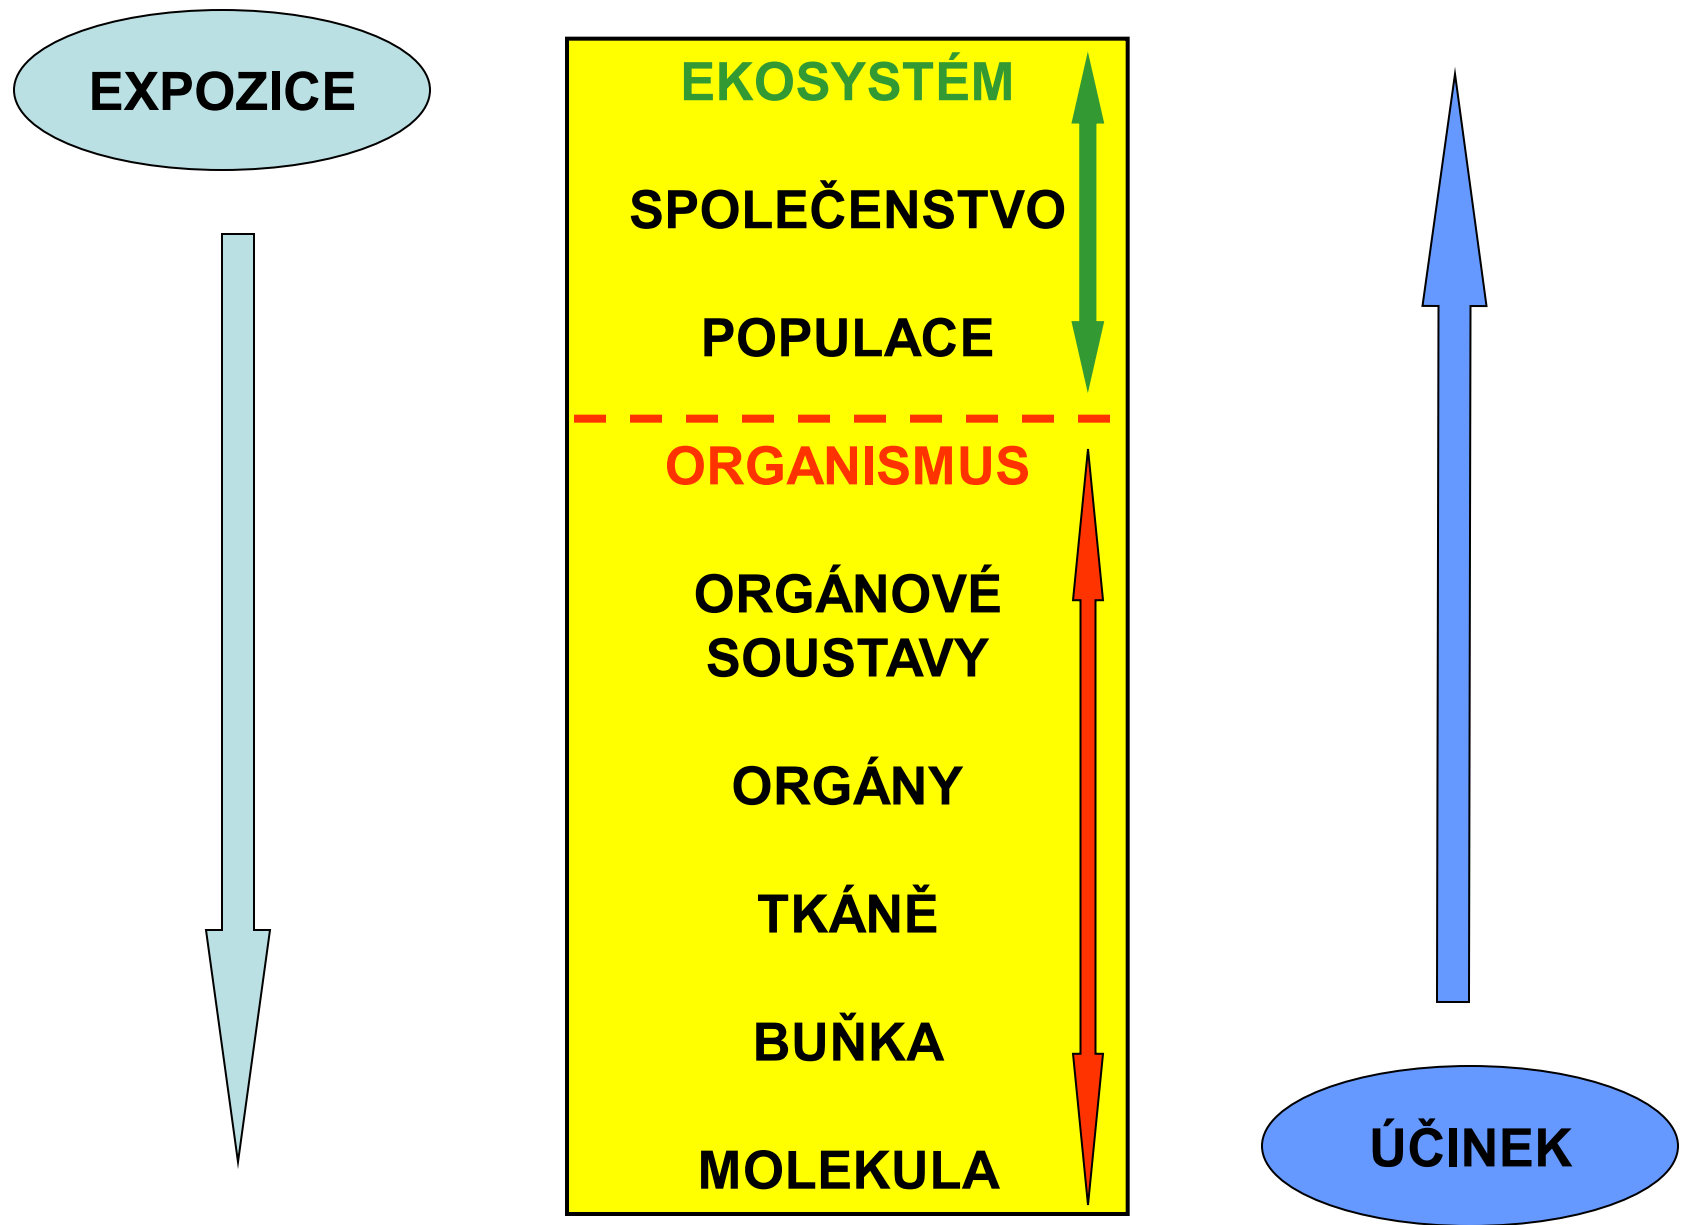 EXPOZICE
EKOSYSTÉM
SPOLEČENSTVO
POPULACE
ORGANISMUS
ORGÁNOVÉ
SOUSTAVY
ORGÁNY
TKÁNĚ
BUŇKA
MOLEKULA
ÚČINEK